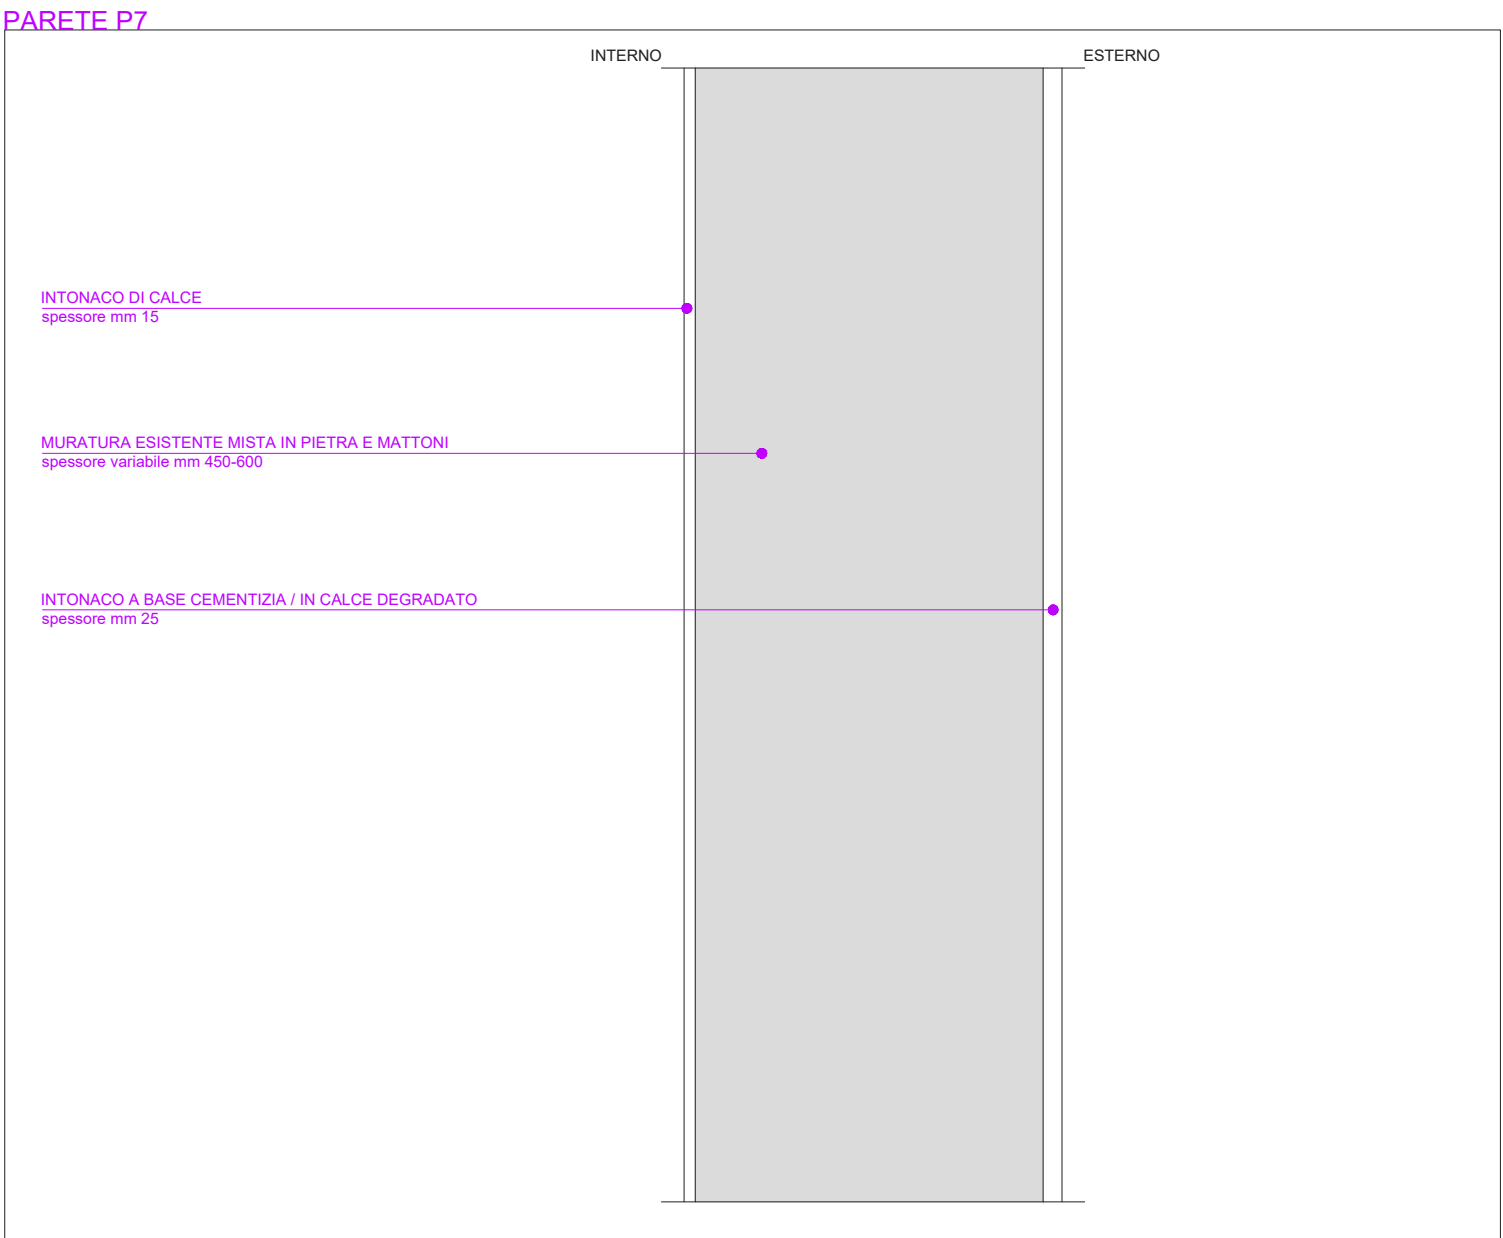 PARETE P7
INTERNO
ESTERNO
INTONACO DI CALCE
spessore mm 15
MURATURA ESISTENTE MISTA IN PIETRA E MATTONI
spessore variabile mm 450-600
INTONACO A BASE CEMENTIZIA / IN CALCE DEGRADATO
spessore mm 25